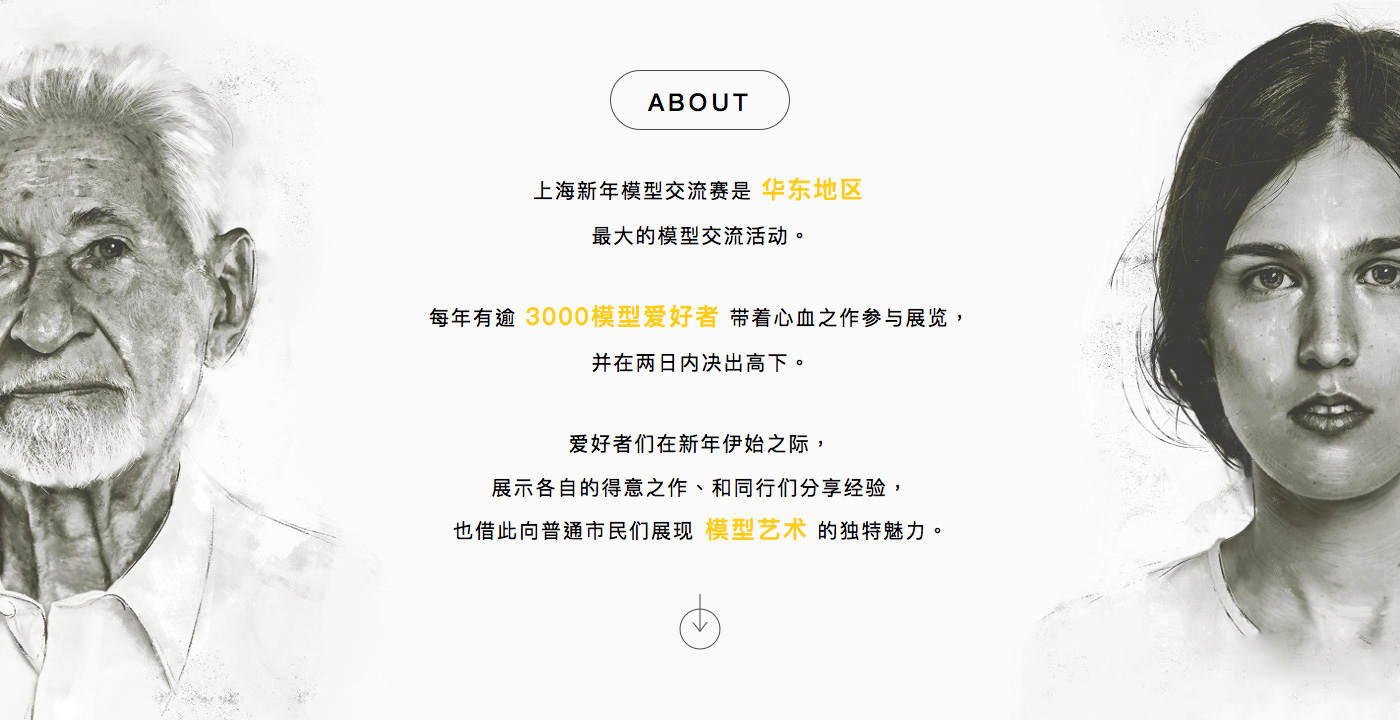 ABOUT
上海新年模型交流赛是 华东地区
最大的模型交流活动。
每年有逾 3000模型爱好者 带着心血之作参与展览，
并在两日内决出高下。
爱好者们在新年伊始之际，
展示各自的得意之作、和同行们分享经验，
也借此向普通市民们展现 模型艺术 的独特魅力。